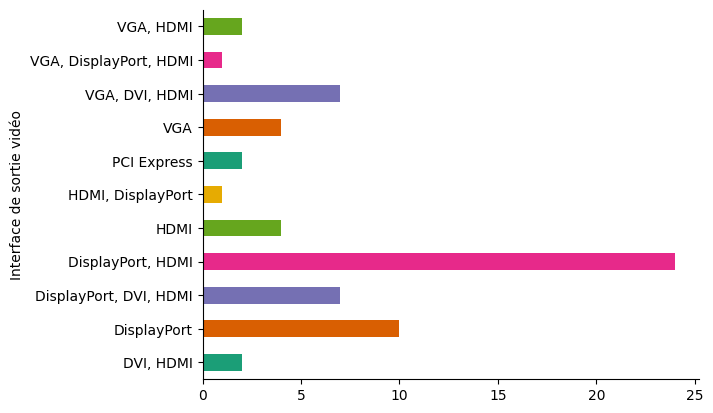 VGA, HDMI
VGA, DisplayPort, HDMI
VGA, DVI, HDMI
VGA
PCI Express
HDMI, DisplayPort
HDMI
DisplayPort, HDMI
DisplayPort, DVI, HDMI
DisplayPort
DVI, HDMI
Interface de sortie vidéo
0 5 10 15 20 25